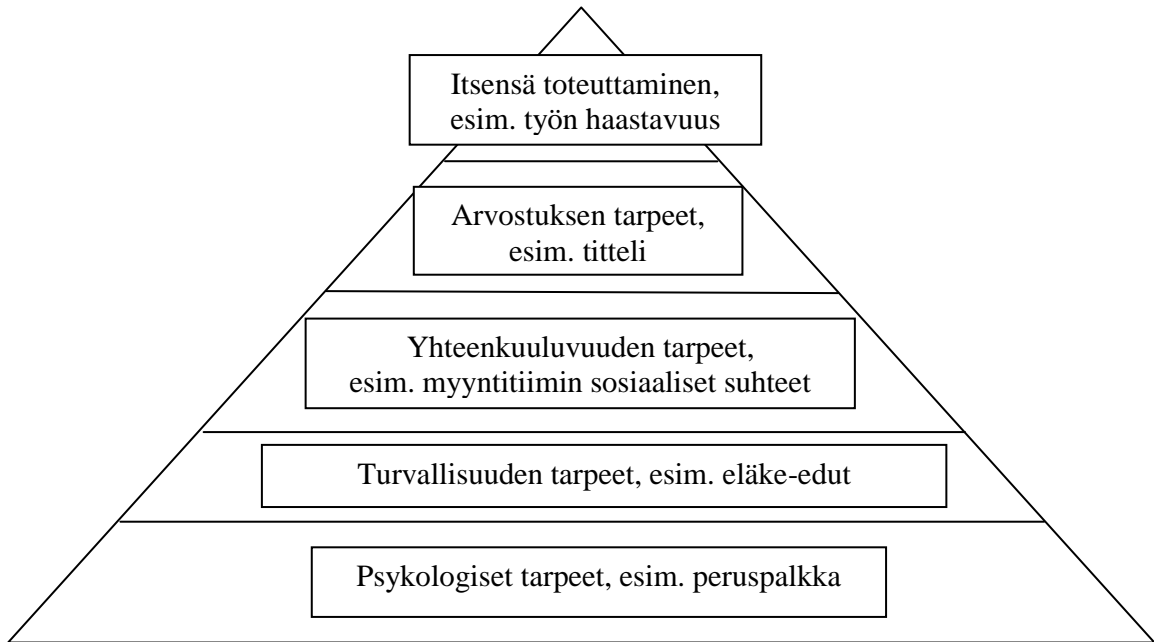 Itsensä toteuttaminen,
esim. työn haastavuus
Arvostuksen tarpeet,
esim. titteli
Yhteenkuuluvuuden tarpeet,
esim. myyntitiimin sosiaaliset suhteet
Turvallisuuden tarpeet, esim. eläke-edut
Psykologiset tarpeet, esim. peruspalkka